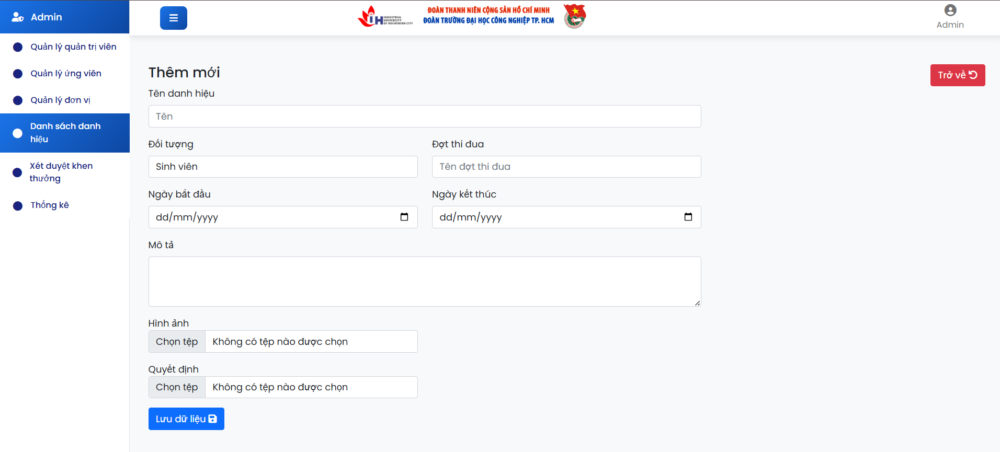 Admin
Quản lý quản trị viên
Quản lý ứng viên
Quản lý đơn vị
Danh sách danh
hiệu
Xét duyệt khen
thưởng
Thống kê
IUH
INDUSTRIAL
UNIVERSITY
OF HOCHIMINH CITY
ĐOÀN THANH NIÊN CỘNG SẢN HỒ CHÍ MINH
ĐOÀN TRƯỜNG ĐẠI HỌC CÔNG NGHIỆP TP. HCM
Admin
Thêm mới
Trở về
Tên danh hiệu
Tên
Đối tượng
Đợt thi đua
Sinh viên
Tên đợt thi đua
Ngày bắt đầu
Ngày kết thúc
dd/mm/yyyy
dd/mm/yyyy
Mô tả
Hình ảnh
Chọn tệp Không có tệp nào được chọn
Quyết định
Chọn tệp Không có tệp nào được chọn
Lưu dữ liệu